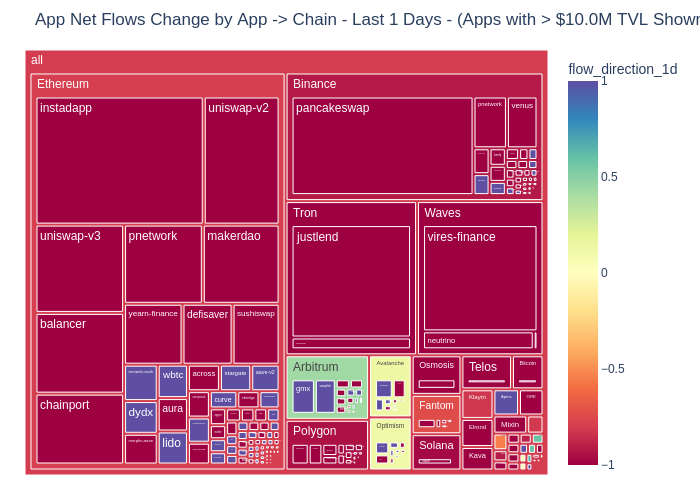 App Net Flows Change by App -> Chain - Last 1 Days - (Apps with > $10.0M TVL Shown
flow_direction_1d
all
Ethereum
instadapp
uniswap-v2
uniswap-v3
pnetwork
makerdao
balancer
yearn-finance
defisaver
sushiswap
chainport
wbtc
across
stargate
aave-v2
dydx
aura
curve
lido
Binance
pancakeswap
pnetwork
venus
Tron
justlend
Waves
vires-finance
neutrino
Arbitrum
gmx
Avalanche
Optimism
Polygon
Osmosis
Fantom
Solana
Telos
Bitcoin
Klaytn
Aptos
Elrond
Mixin
Kava
1
0.5
0
−0.5
−1